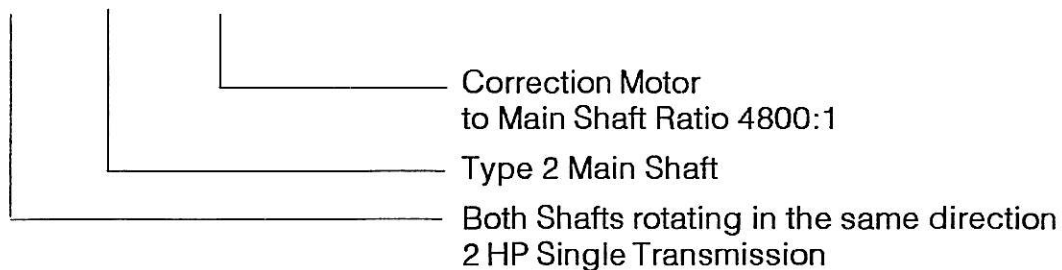 Correction Motor
to Main Shaft Ratio 4800:1
Type 2 Main Shaft
Both Shafts rotating in the same direction
2 HP Single Transmission